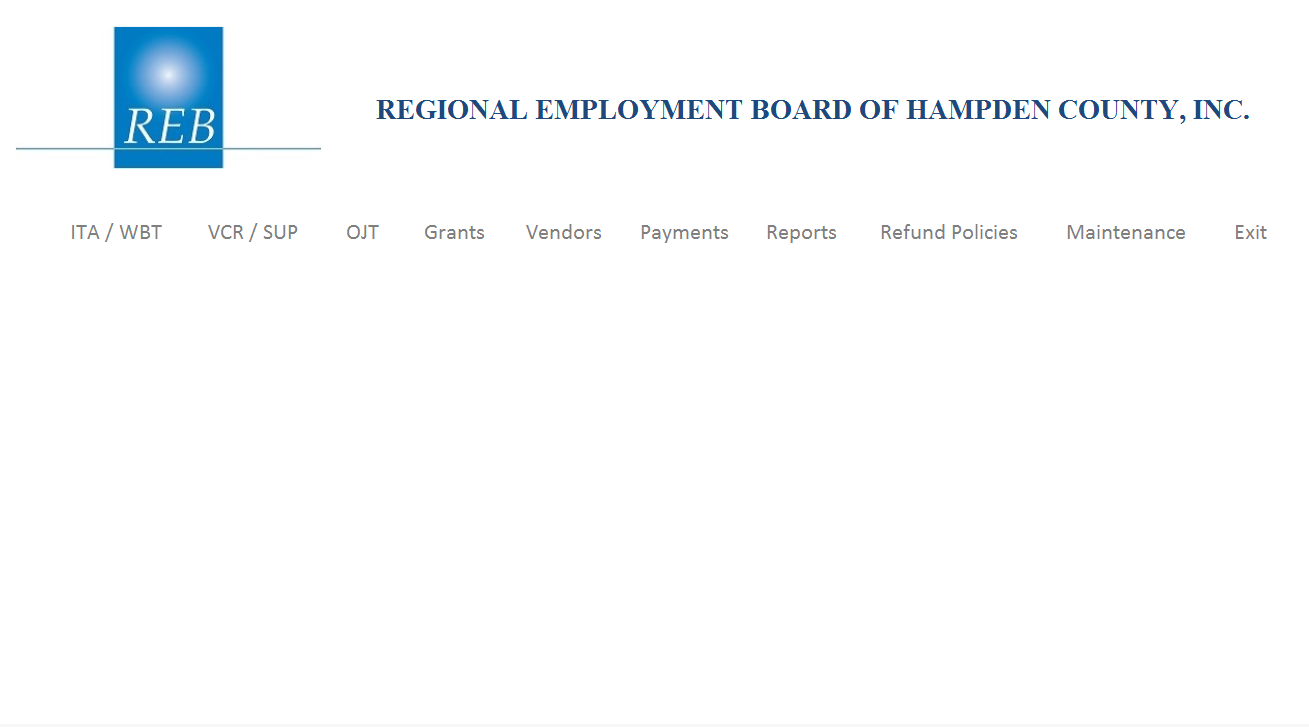 REB
REGIONAL EMPLOYMENT BOARD OF HAMPDEN COUNTY, INC.
ITA / WBT VCR / SUP OJT Grants Vendors Payments Reports Refund Policies Maintenance Exit